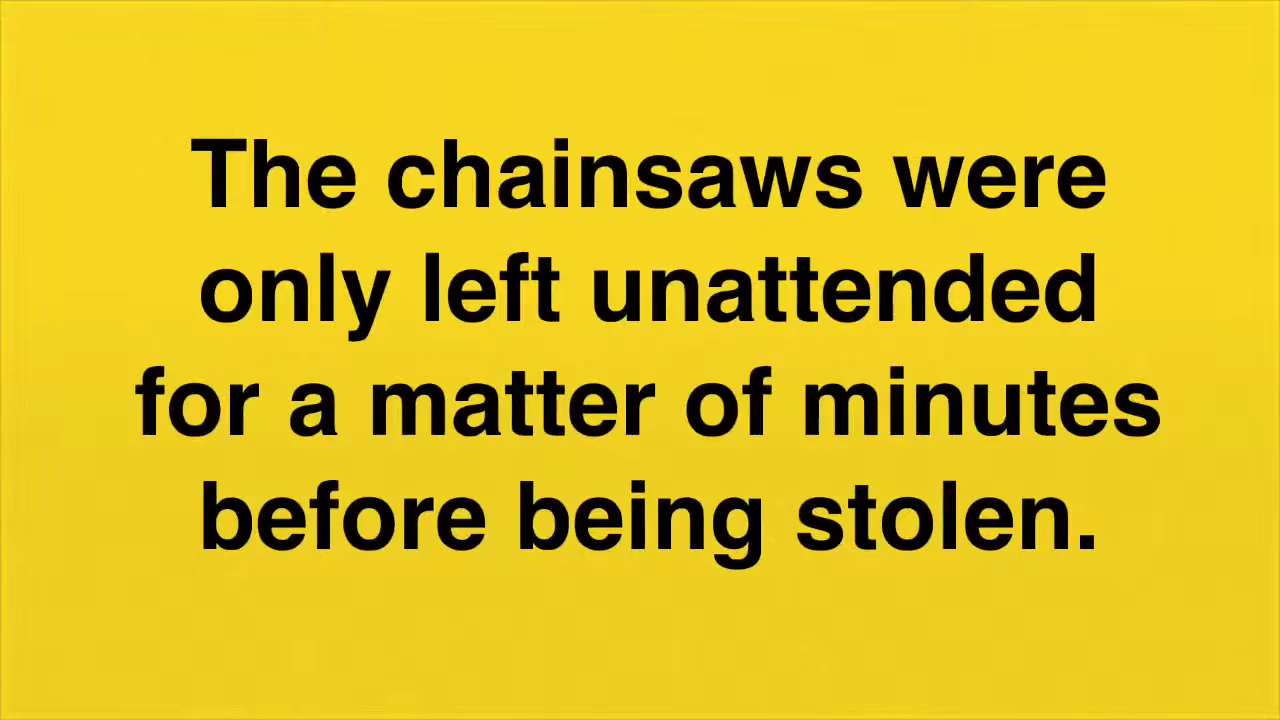 The chainsaws were
only left unattended
for a matter of minutes
before being stolen.